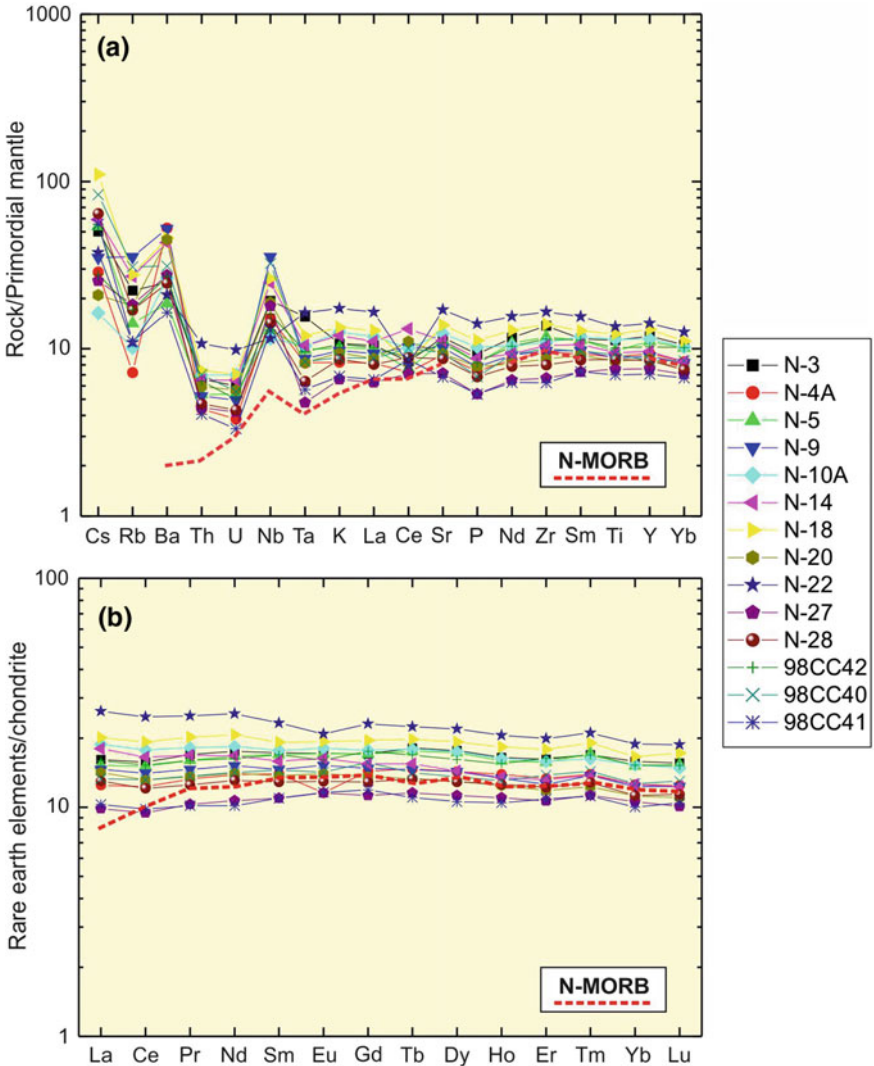 (a)
Rock/Primordial mantle
1000
100
10
1
N-MORB
Cs Rb Ba Th U Nb Ta K La Ce Sr P Nd Zr Sm Ti Y Yb
N-3
N-4A
N-5
N-9
N-10A
N-14
N-18
N-20
N-22
N-27
N-28
98CC42
98CC40
98CC41
(b)
Rare earth elements/chondrite
100
10
1
N-MORB
La Ce Pr Nd Sm Eu Gd Tb Dy Ho Er Tm Yb Lu